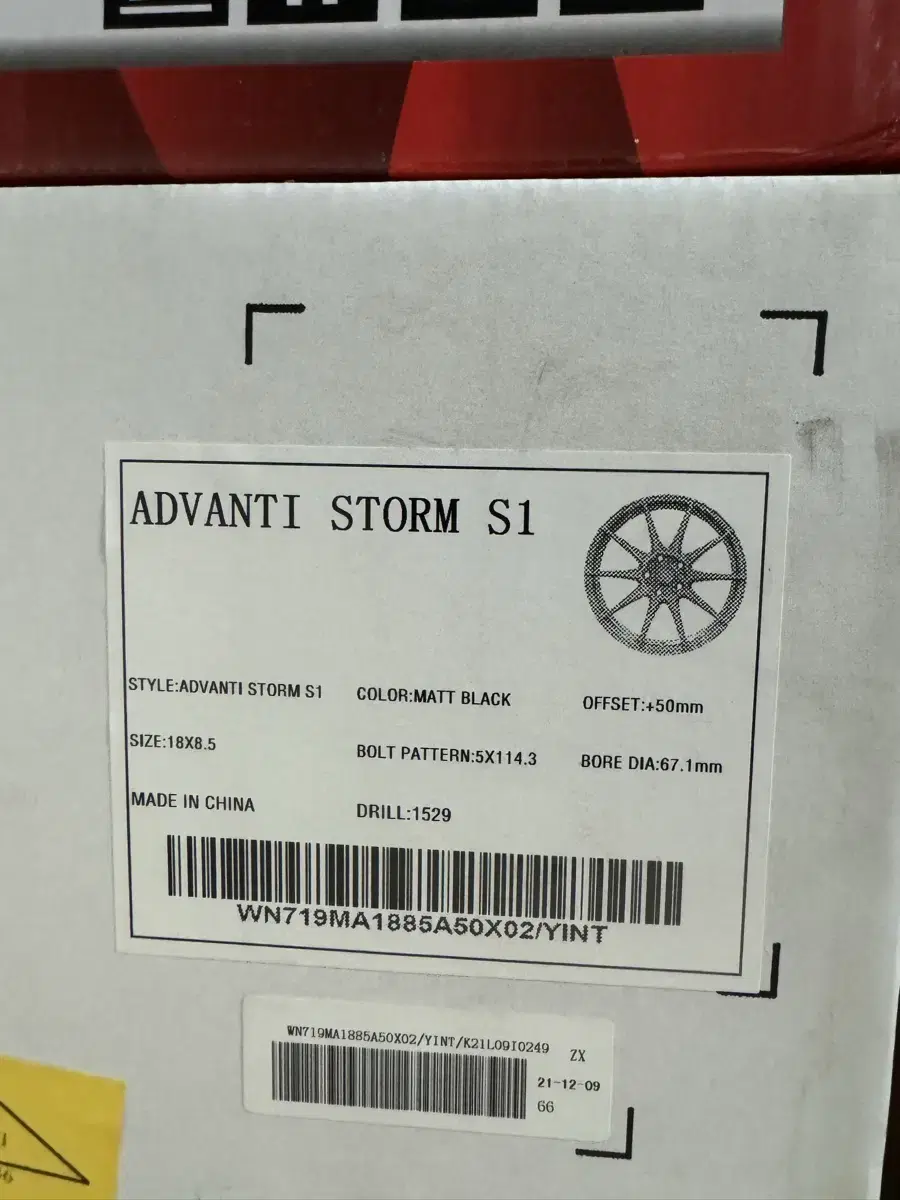 ADVANTI STORM S1
STYLE:ADVANTI STORM S1 COLOR:MATT BLACK OFFSET:+50mm
SIZE:18X8.5 BOLT PATTERN:5X114.3 BORE DIA:67.1mm
MADE IN CHINA DRILL:1529
WN719MA1885A50X02/YINT
WN719MA1885A50X02/YINT/K21L09I0249 ZX
21-12-09
66